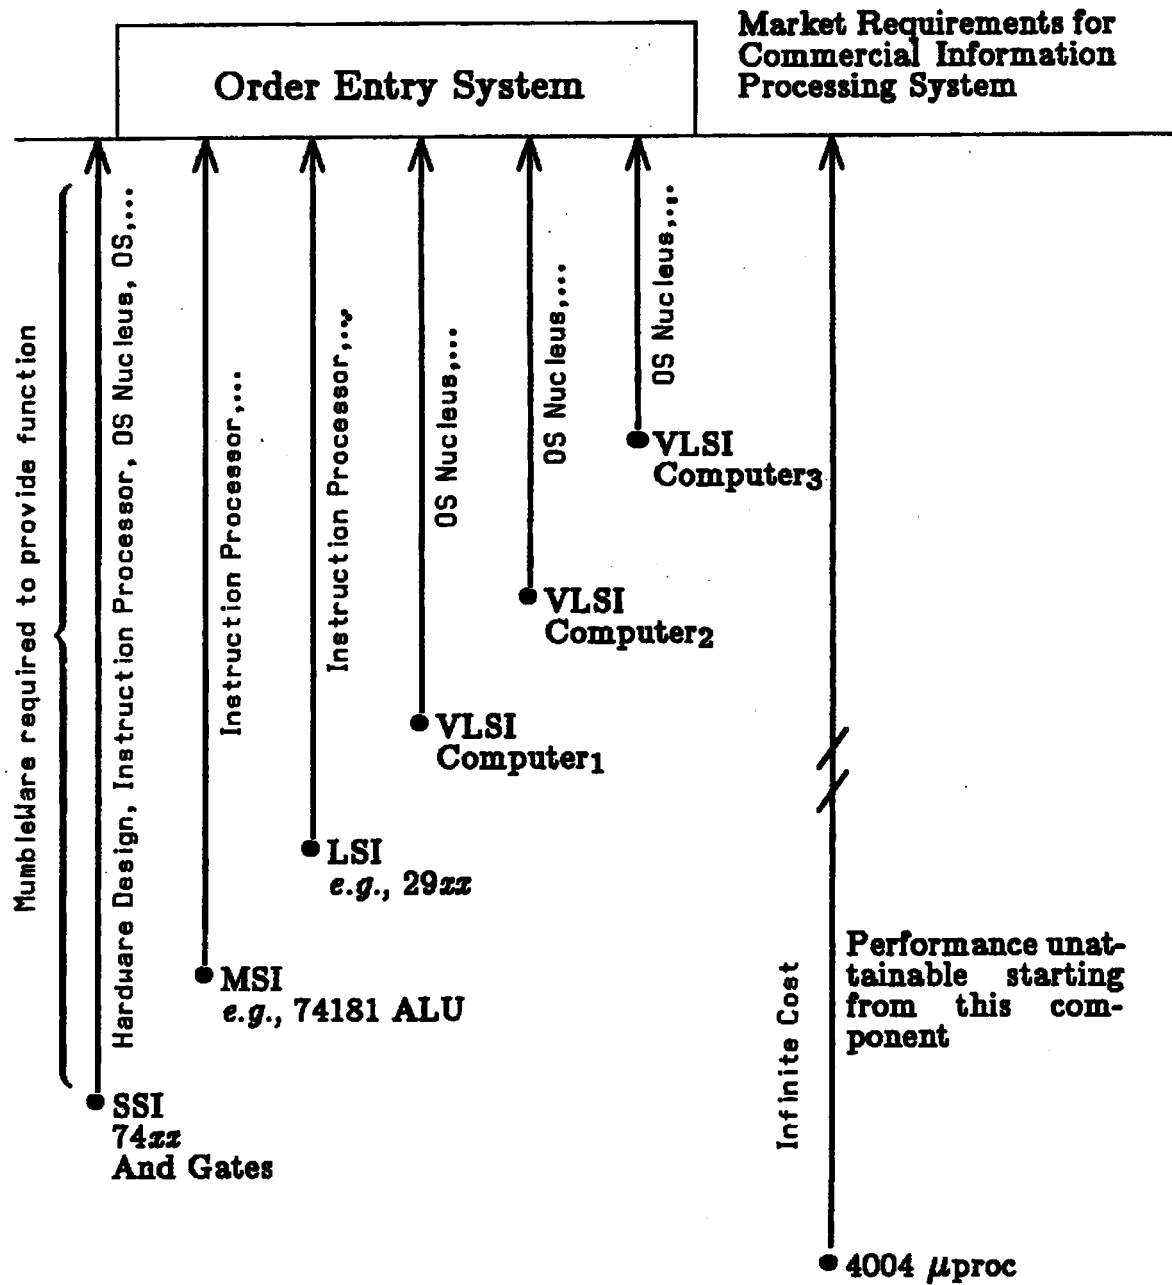 Market Requirements for
Commercial Information
Processing System
Order Entry System
MumbleWare required to provide function
Hardware Design, Instruction Processor, OS Nucleus, OS,...
Instruction Processor,...
Instruction Processor,...
OS Nucleus,...
OS Nucleus,...
OS Nucleus,...
VLSI
Computer3
VLSI
Computer2
VLSI
Computer1
LSI
e.g., 29xx
MSI
e.g., 74181 ALU
SSI
74xx
And Gates
Infinite Cost
Performance unat-
tainable starting
from this com-
ponent
4004 μproc